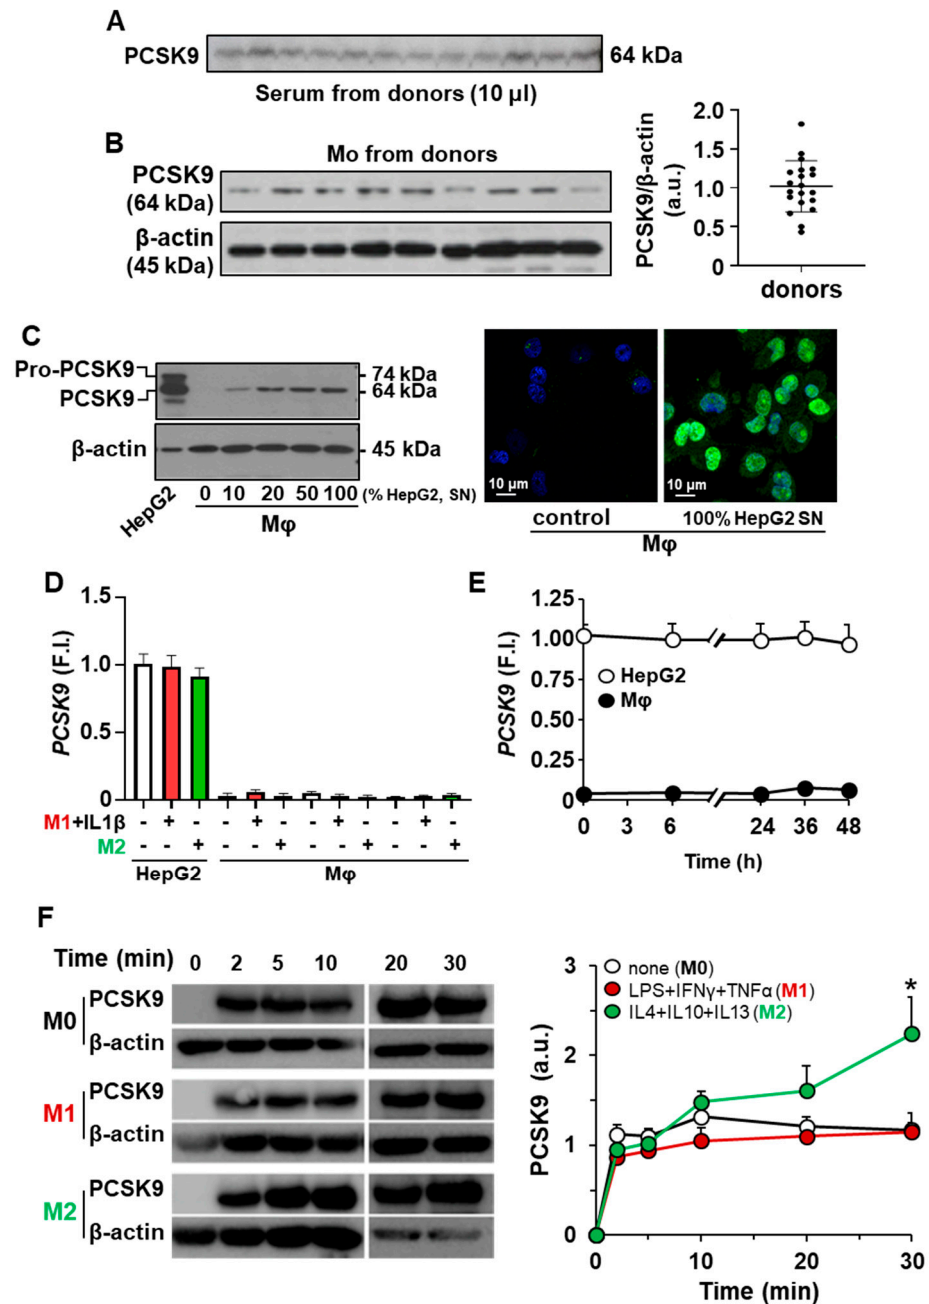 A
PCSK9
64 kDa
Serum from donors (10 µl)
B
Mo from donors
PCSK9
(64 kDa)
β-actin
(45 kDa)
PCSK9/β-actin
(a.u.)
2.0
1.5
1.0
0.5
0
donors
C
Pro-PCSK9
PCSK9
74 kDa
64 kDa
β-actin
45 kDa
HepG2
0 10 20 50 100 (% HepG2, SN)
Mφ
10 µm
10 µm
control
100% HepG2 SN
Mφ
D
PCSK9 (F.I.)
1.5
1.0
0.5
0
M1+IL1β - + - - + - - + - - + -
M2 - - + - - + - - + - - +
HepG2
Mφ
E
PCSK9 (F.I.)
1.25
1.00
0.75
0.50
0.25
0
HepG2
Mφ
0 3 6 24 36 48
Time (h)
F
Time (min) 0 2 5 10 20 30
M0
PCSK9
β-actin
M1
PCSK9
β-actin
M2
PCSK9
β-actin
PCSK9 (a.u.)
3
2
1
0
none (M0)
LPS+IFNγ+TNFα (M1)
IL4+IL10+IL13 (M2)
*
0 10 20 30
Time (min)